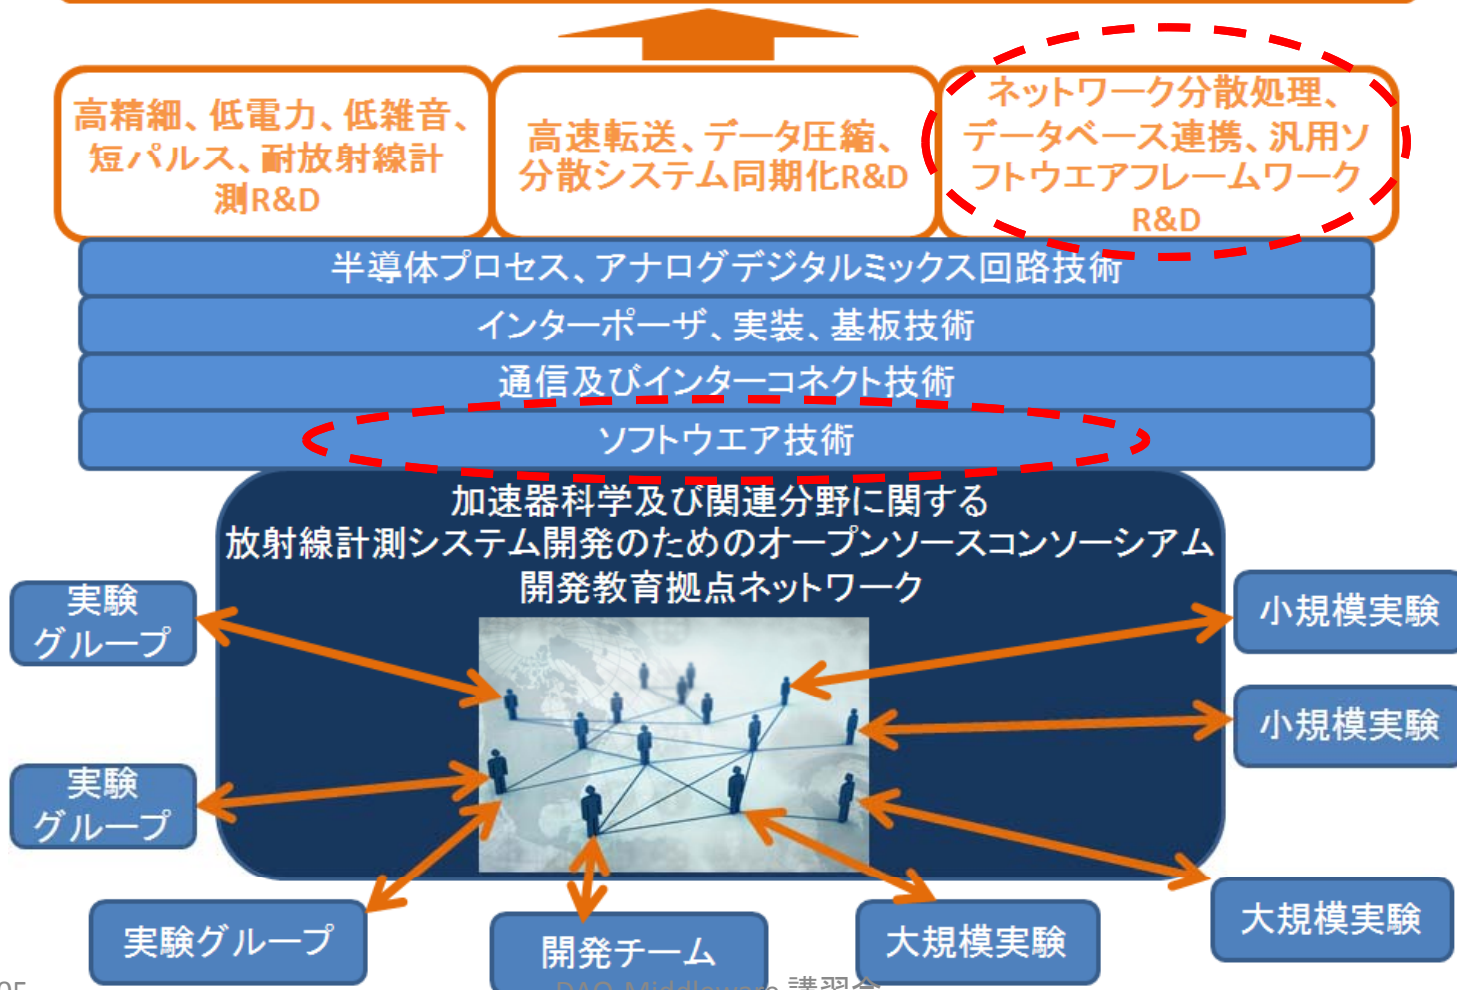 高精細、低電力、低雑音、
短パルス、耐放射線計
測R&D
高速転送、データ圧縮、
分散システム同期化R&D
ネットワーク分散処理、
データベース連携、汎用ソ
フトウエアフレームワーク
R&D
半導体プロセス、アナログデジタルミックス回路技術
インターポーザ、実装、基板技術
通信及びインターコネクト技術
ソフトウエア技術
加速器科学及び関連分野に関する
放射線計測システム開発のためのオープンソースコンソーシアム
開発教育拠点ネットワーク
実験
グループ
小規模実験
小規模実験
実験
グループ
実験グループ
開発チーム
大規模実験
大規模実験
DAQ-Middleware 講習会